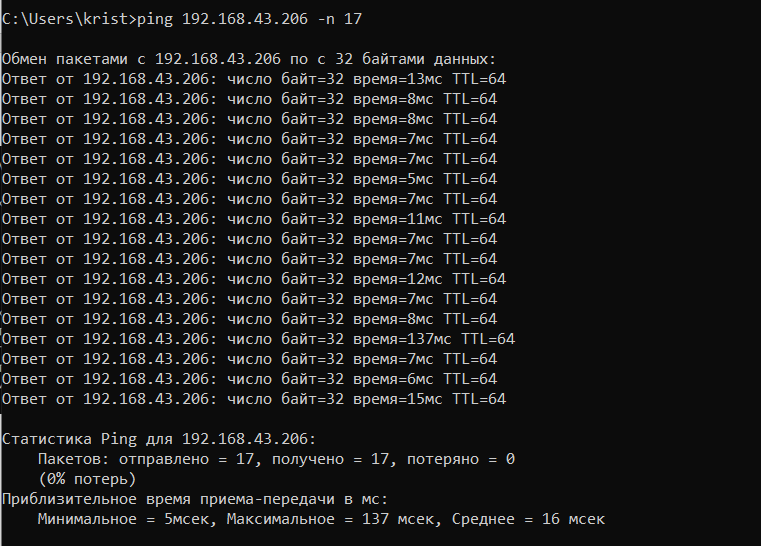 C:\Users\krist>ping 192.168.43.206 -n 17
Обмен пакетами с 192.168.43.206 по с 32 байтами данных:
Ответ от 192.168.43.206: число байт=32 время=13мс TTL=64
Ответ от 192.168.43.206: число байт=32 время=8мс TTL=64
Ответ от 192.168.43.206: число байт=32 время=8мс TTL=64
Ответ от 192.168.43.206: число байт=32 время=7мс TTL=64
Ответ от 192.168.43.206: число байт=32 время=7мс TTL=64
Ответ от 192.168.43.206: число байт=32 время=5мс TTL=64
Ответ от 192.168.43.206: число байт=32 время=7мс TTL=64
Ответ от 192.168.43.206: число байт=32 время=11мс TTL=64
Ответ от 192.168.43.206: число байт=32 время=7мс TTL=64
Ответ от 192.168.43.206: число байт=32 время=7мс TTL=64
Ответ от 192.168.43.206: число байт=32 время=12мс TTL=64
Ответ от 192.168.43.206: число байт=32 время=7мс TTL=64
Ответ от 192.168.43.206: число байт=32 время=8мс TTL=64
Ответ от 192.168.43.206: число байт=32 время=137мс TTL=64
Ответ от 192.168.43.206: число байт=32 время=7мс TTL=64
Ответ от 192.168.43.206: число байт=32 время=6мс TTL=64
Ответ от 192.168.43.206: число байт=32 время=15мс TTL=64
Статистика Ping для 192.168.43.206:
Пакетов: отправлено = 17, получено = 17, потеряно = 0
(0% потерь)
Приблизительное время приема-передачи в мс:
Минимальное = 5мсек, Максимальное = 137 мсек, Среднее = 16 мсек